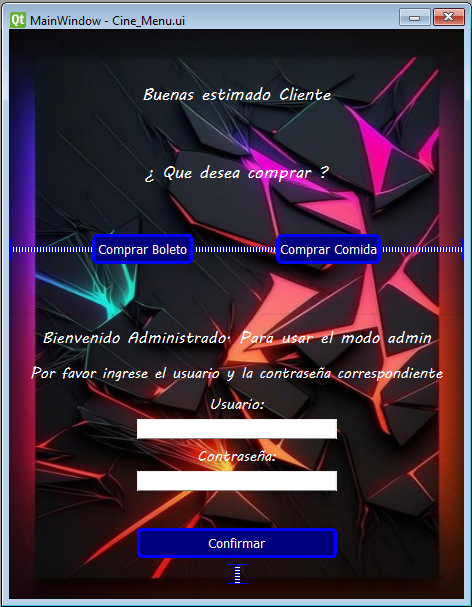 Qt MainWindow - Cine_Menu.ui
Buenas estimado Cliente
¿ Que desea comprar ?
Comprar Boleto Comprar Comida
Bienvenido Administrado. Para usar el modo admin
Por favor ingrese el usuario y la contraseña correspondiente
Usuario:
Contraseña:
Confirmar